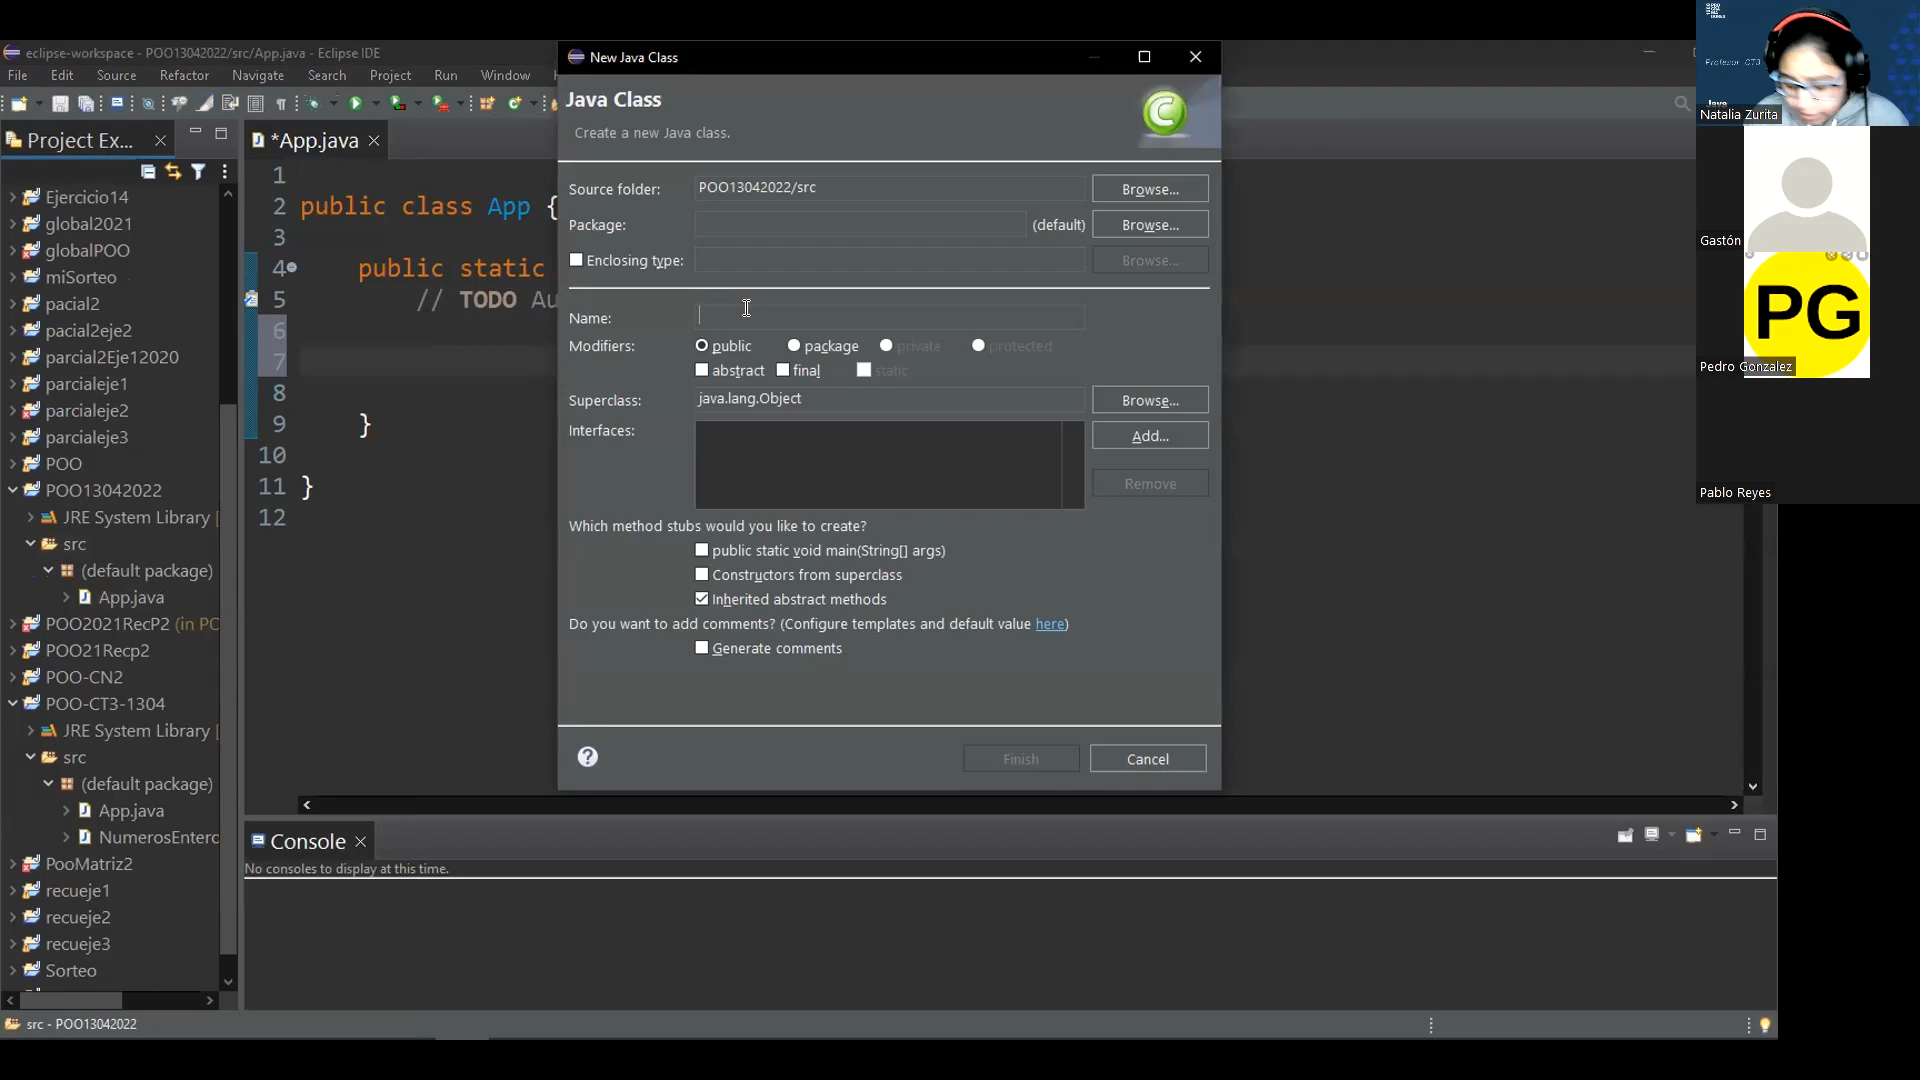 eclipse-workspace - POO13042022/src/App.java - Eclipse IDE
File Edit Source Refactor Navigate Search Project Run Window
Project Ex...
Ejercicio14
global2021
globalPOO
miSorteo
pacial2
pacial2eje2
parcial2Eje12020
parcialeje1
parcialeje2
parcialeje3
POO
POO13042022
JRE System Library [
src
(default package)
App.java
POO2021RecP2 (in PC
POO21Recp2
POO-CN2
POO-CT3-1304
JRE System Library [
src
(default package)
App.java
NumerosEnterc
PooMatriz2
recueje1
recueje2
recueje3
Sorteo
src - POO13042022
*App.java
1
2 public class App {
3
4 public static
5 // TODO Au
6
7
8
9 }
10
11 }
12
Console
No consoles to display at this time.
New Java Class
Java Class
Create a new Java class.
Source folder: POO13042022/src Browse...
Package: (default) Browse...
Enclosing type: Browse...
Name:
Modifiers: public package private protected
abstract final static
Superclass: java.lang.Object Browse...
Interfaces: Add...
Remove
Which method stubs would you like to create?
public static void main(String[] args)
Constructors from superclass
Inherited abstract methods
Do you want to add comments? (Configure templates and default value here)
Generate comments
Finish Cancel
Profesor CT3
Java
Natalia Zurita
Gastón
PG
Pedro Gonzalez
Pablo Reyes